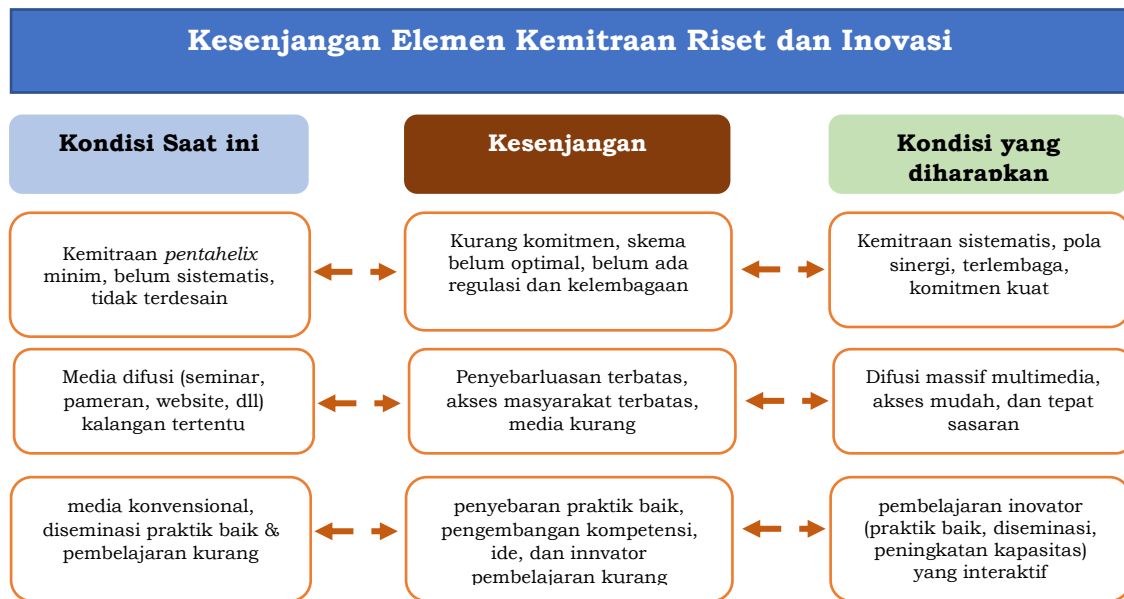 Kesenjangan Elemen Kemitraan Riset dan Inovasi
Kondisi Saat ini
Kesenjangan
Kondisi yang
diharapkan
Kemitraan pentahelix
minim, belum sistematis,
tidak terdesain
Kurang komitmen, skema
belum optimal, belum ada
regulasi dan kelembagaan
Kemitraan sistematis, pola
sinergi, terlembaga,
komitmen kuat
Media difusi (seminar,
pameran, website, dll)
kalangan tertentu
Penyebarluasan terbatas,
akses masyarakat terbatas,
media kurang
Difusi massif multimedia,
akses mudah, dan tepat
sasaran
media konvensional,
diseminasi praktik baik &
pembelajaran kurang
penyebaran praktik baik,
pengembangan kompetensi,
ide, dan innvator
pembelajaran kurang
pembelajaran inovator
(praktik baik, diseminasi,
peningkatan kapasitas)
yang interaktif